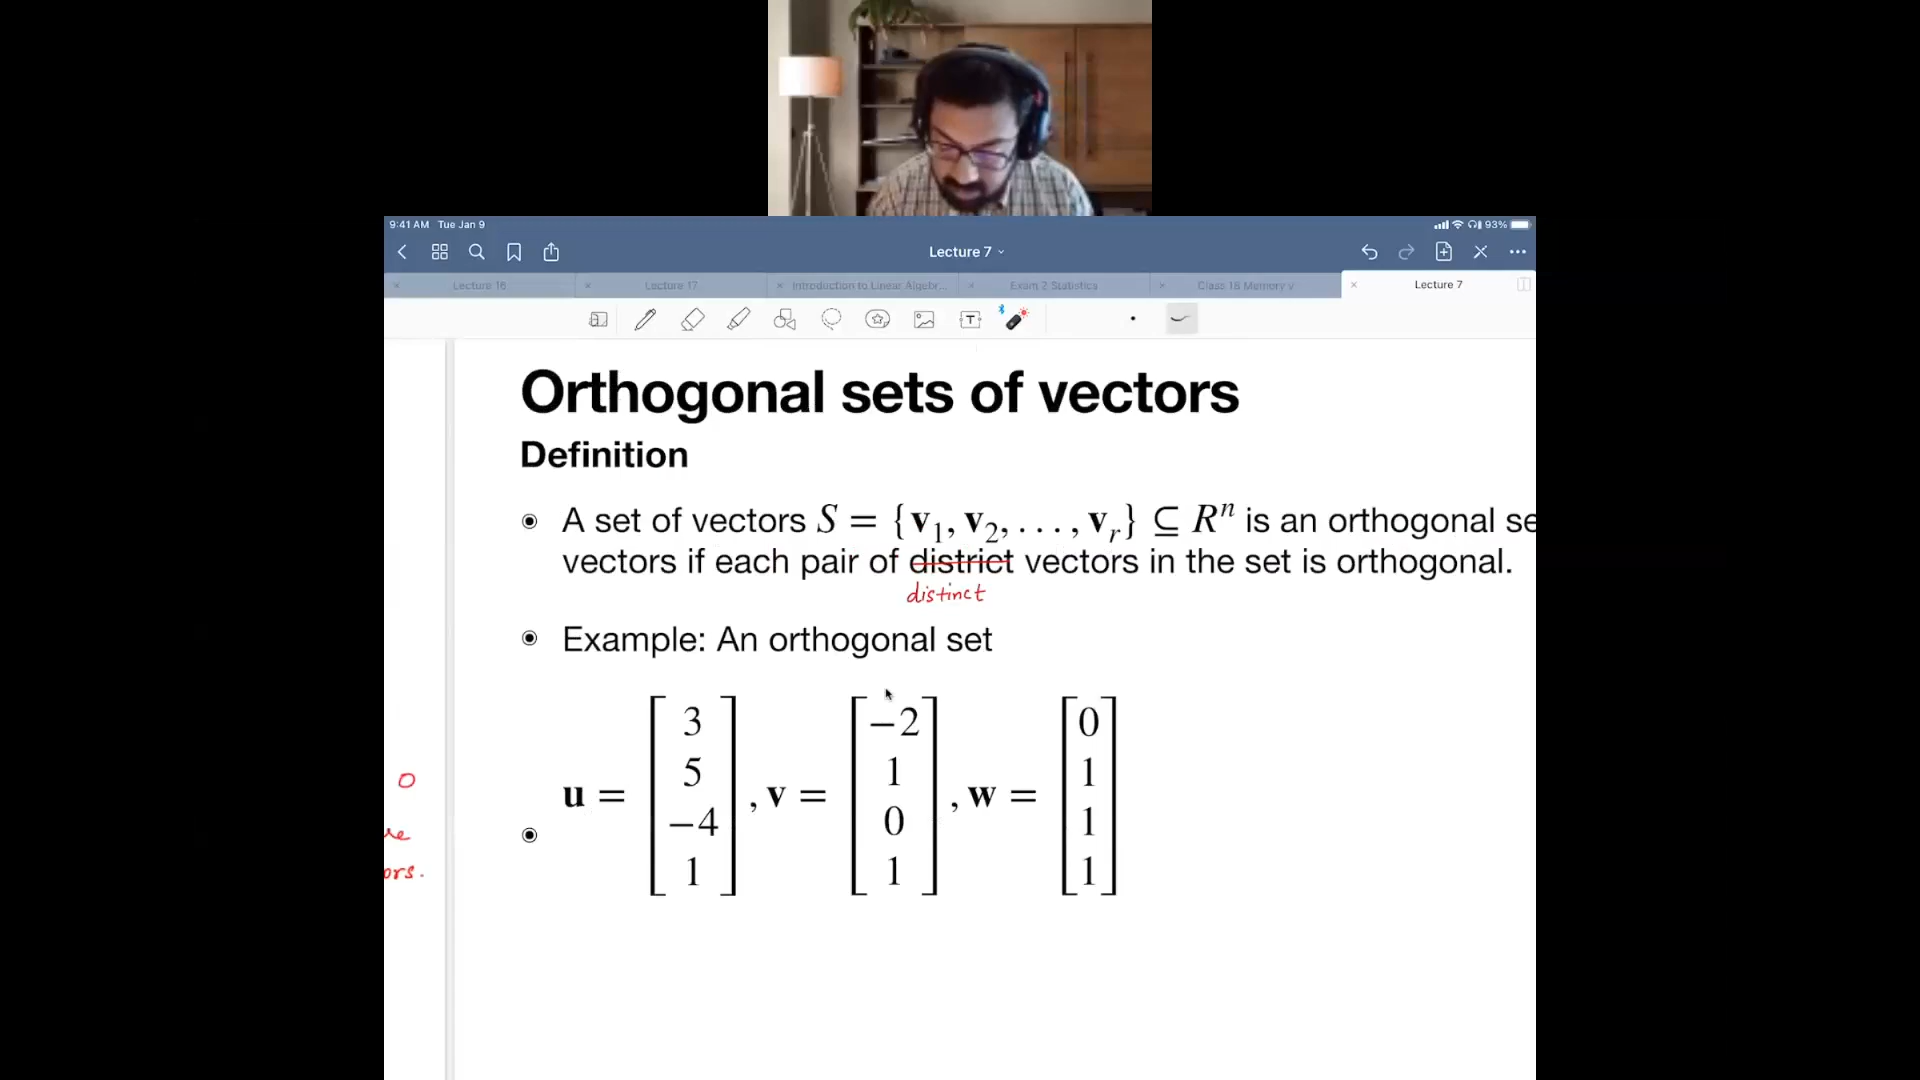 9:41 AM Tue Jan 9
93%
Lecture 7
Lecture 16
Lecture 17
Introduction to Linear Algebr...
Exam 2 Statistics
Class 18 Memory v
Lecture 7
Orthogonal sets of vectors
Definition
A set of vectors S = {v₁, v₂, . . . , vᵣ} ⊆ Rⁿ is an orthogonal se
vectors if each pair of district vectors in the set is orthogonal.
distinct
Example: An orthogonal set
u = [3 5 −4 1], v = [−2 1 0 1], w = [0 1 1 1]
0
ors.